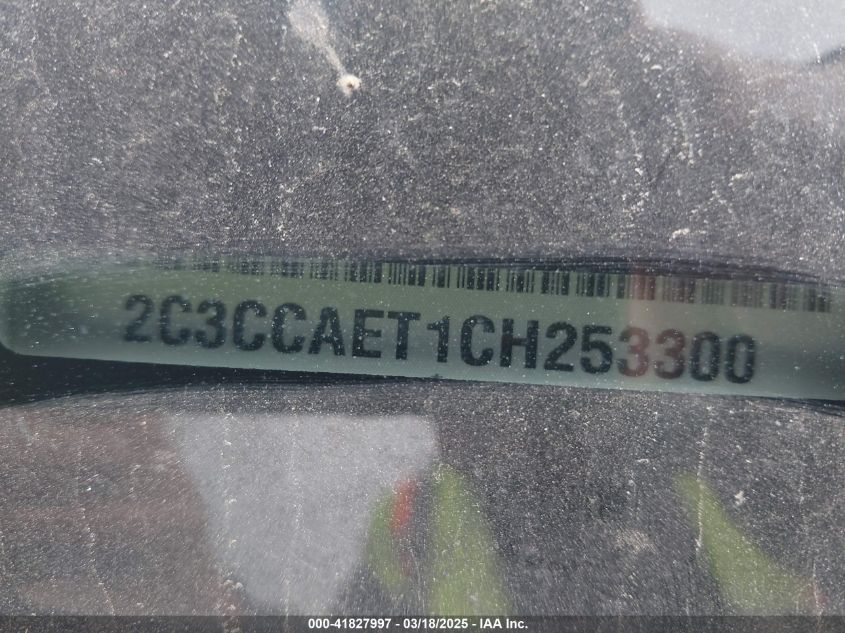 2C3CCAET1CH253300
000-41827997 - 03/18/2025 - IAA Inc.